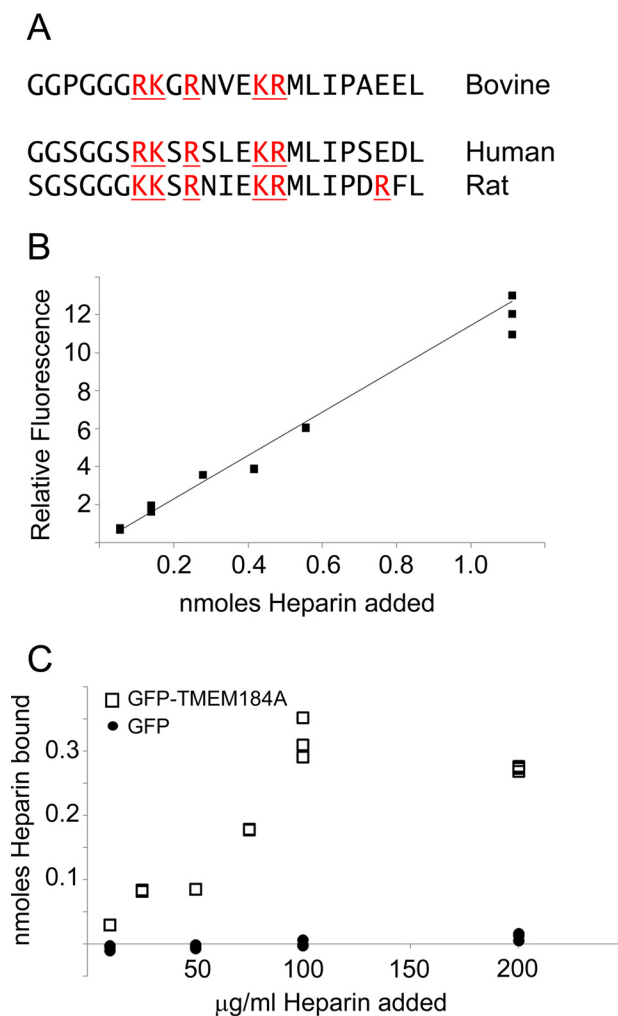 A
GGPGGGRKGRNVEKRMLIPAEEL Bovine
GGSGGSRKSRSLEKRMLIPSEDL Human
SGSGGGKKSRNIEKRMLIPDRFL Rat
B
Relative Fluorescence
12
10
8
6
4
2
0.2 0.4 0.6 0.8 1.0
nmoles Heparin added
C
nmoles Heparin bound
GFP-TMEM184A
GFP
0.3
0.2
0.1
50 100 150 200
µg/ml Heparin added